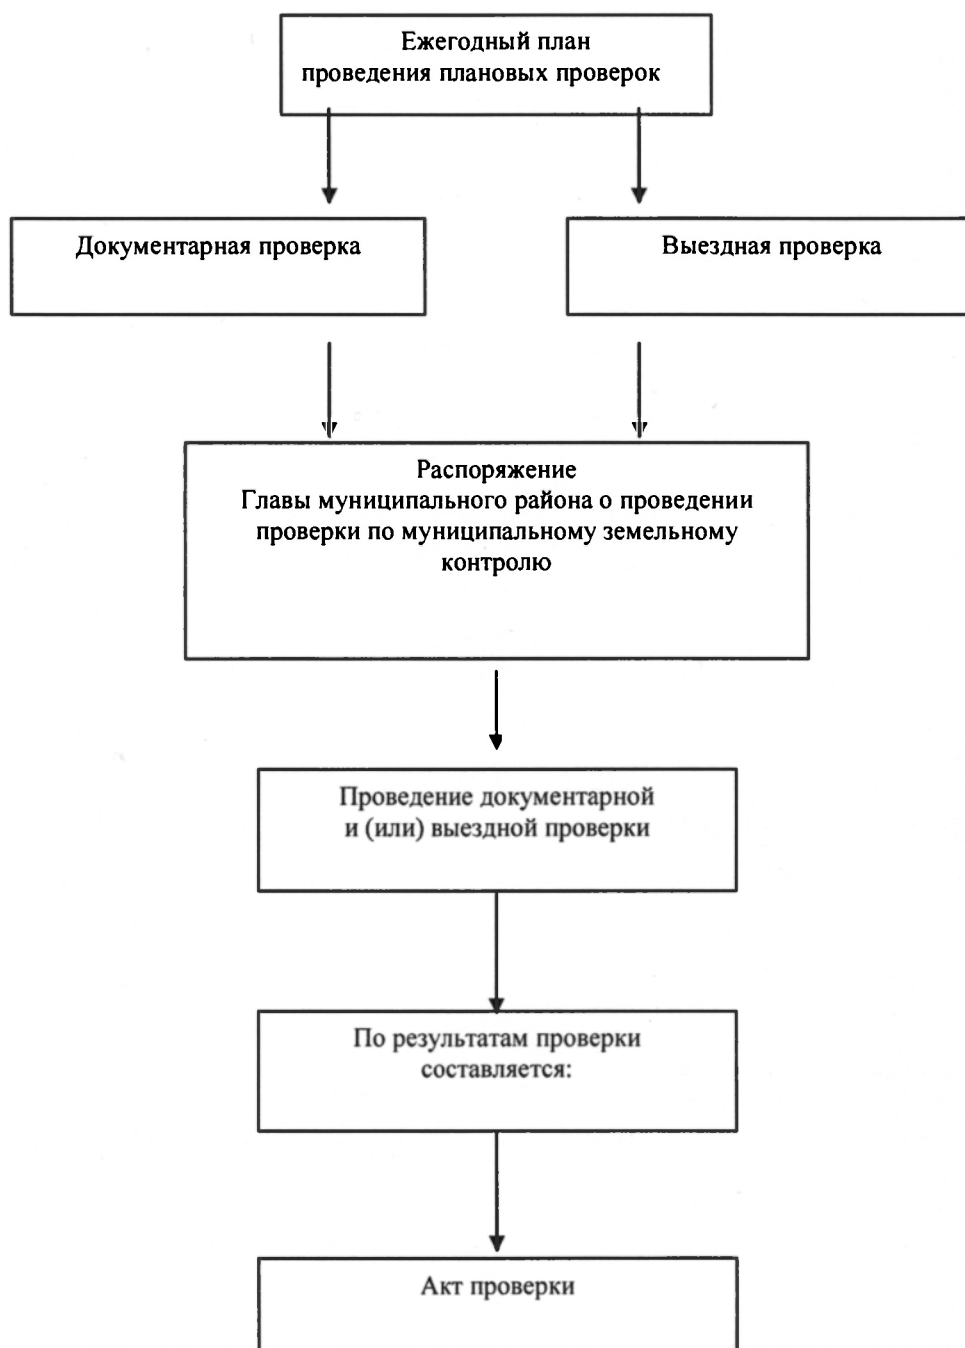 Ежегодный план
проведения плановых проверок
Документарная проверка
Выездная проверка
Распоряжение
Главы муниципального района о проведении
проверки по муниципальному земельному
контролю
Проведение документарной
и (или) выездной проверки
По результатам проверки
составляется:
Акт проверки